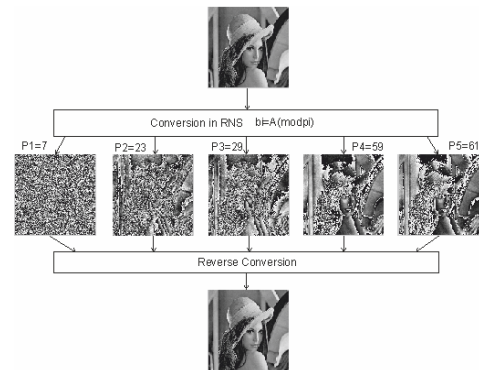 Conversion in RNS bi=A(modpi)
P1=7
P2=23
P3=29
P4=59
P5=61
Reverse Conversion